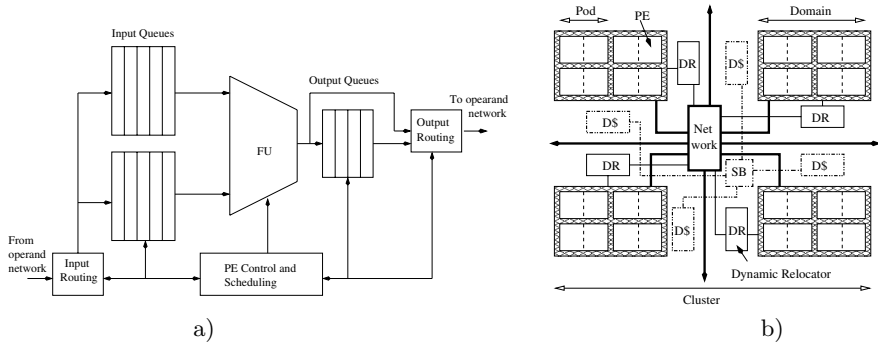 Input Queues
Output Queues
To opearand
network
FU
Output
Routing
From
operand
network
Input
Routing
PE Control and
Scheduling
a)
Pod
PE
Domain
DR
D$
D$
DR
Net
work
DR
SB
D$
D$
DR
Dynamic Relocator
Cluster
b)